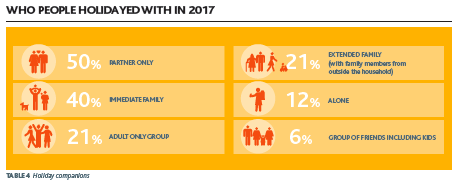 WHO PEOPLE HOLIDAYED WITH IN 2017
50% PARTNER ONLY
40% IMMEDIATE FAMILY
21% ADULT ONLY GROUP
21% EXTENDED FAMILY
(with family members from
outside the household)
12% ALONE
6% GROUP OF FRIENDS INCLUDING KIDS
TABLE 4 Holiday companions